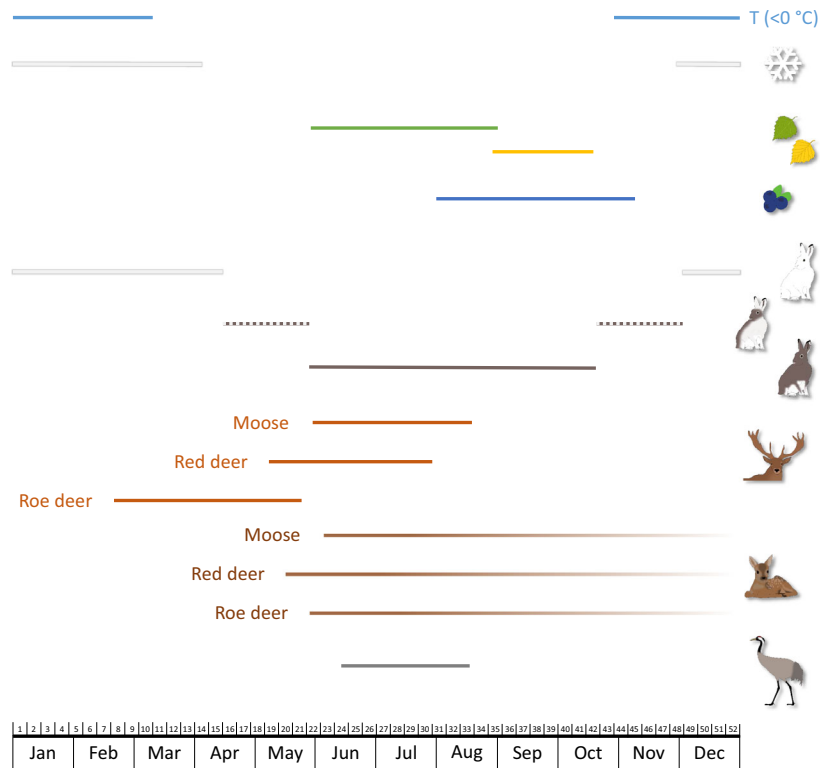 T (<0 °C)
Moose
Red deer
Roe deer
Moose
Red deer
Roe deer
1 2 3 4 5 6 7 8 9 10 11 12 13 14 15 16 17 18 19 20 21 22 23 24 25 26 27 28 29 30 31 32 33 34 35 36 37 38 39 40 41 42 43 44 45 46 47 48 49 50 51 52
Jan Feb Mar Apr May Jun Jul Aug Sep Oct Nov Dec